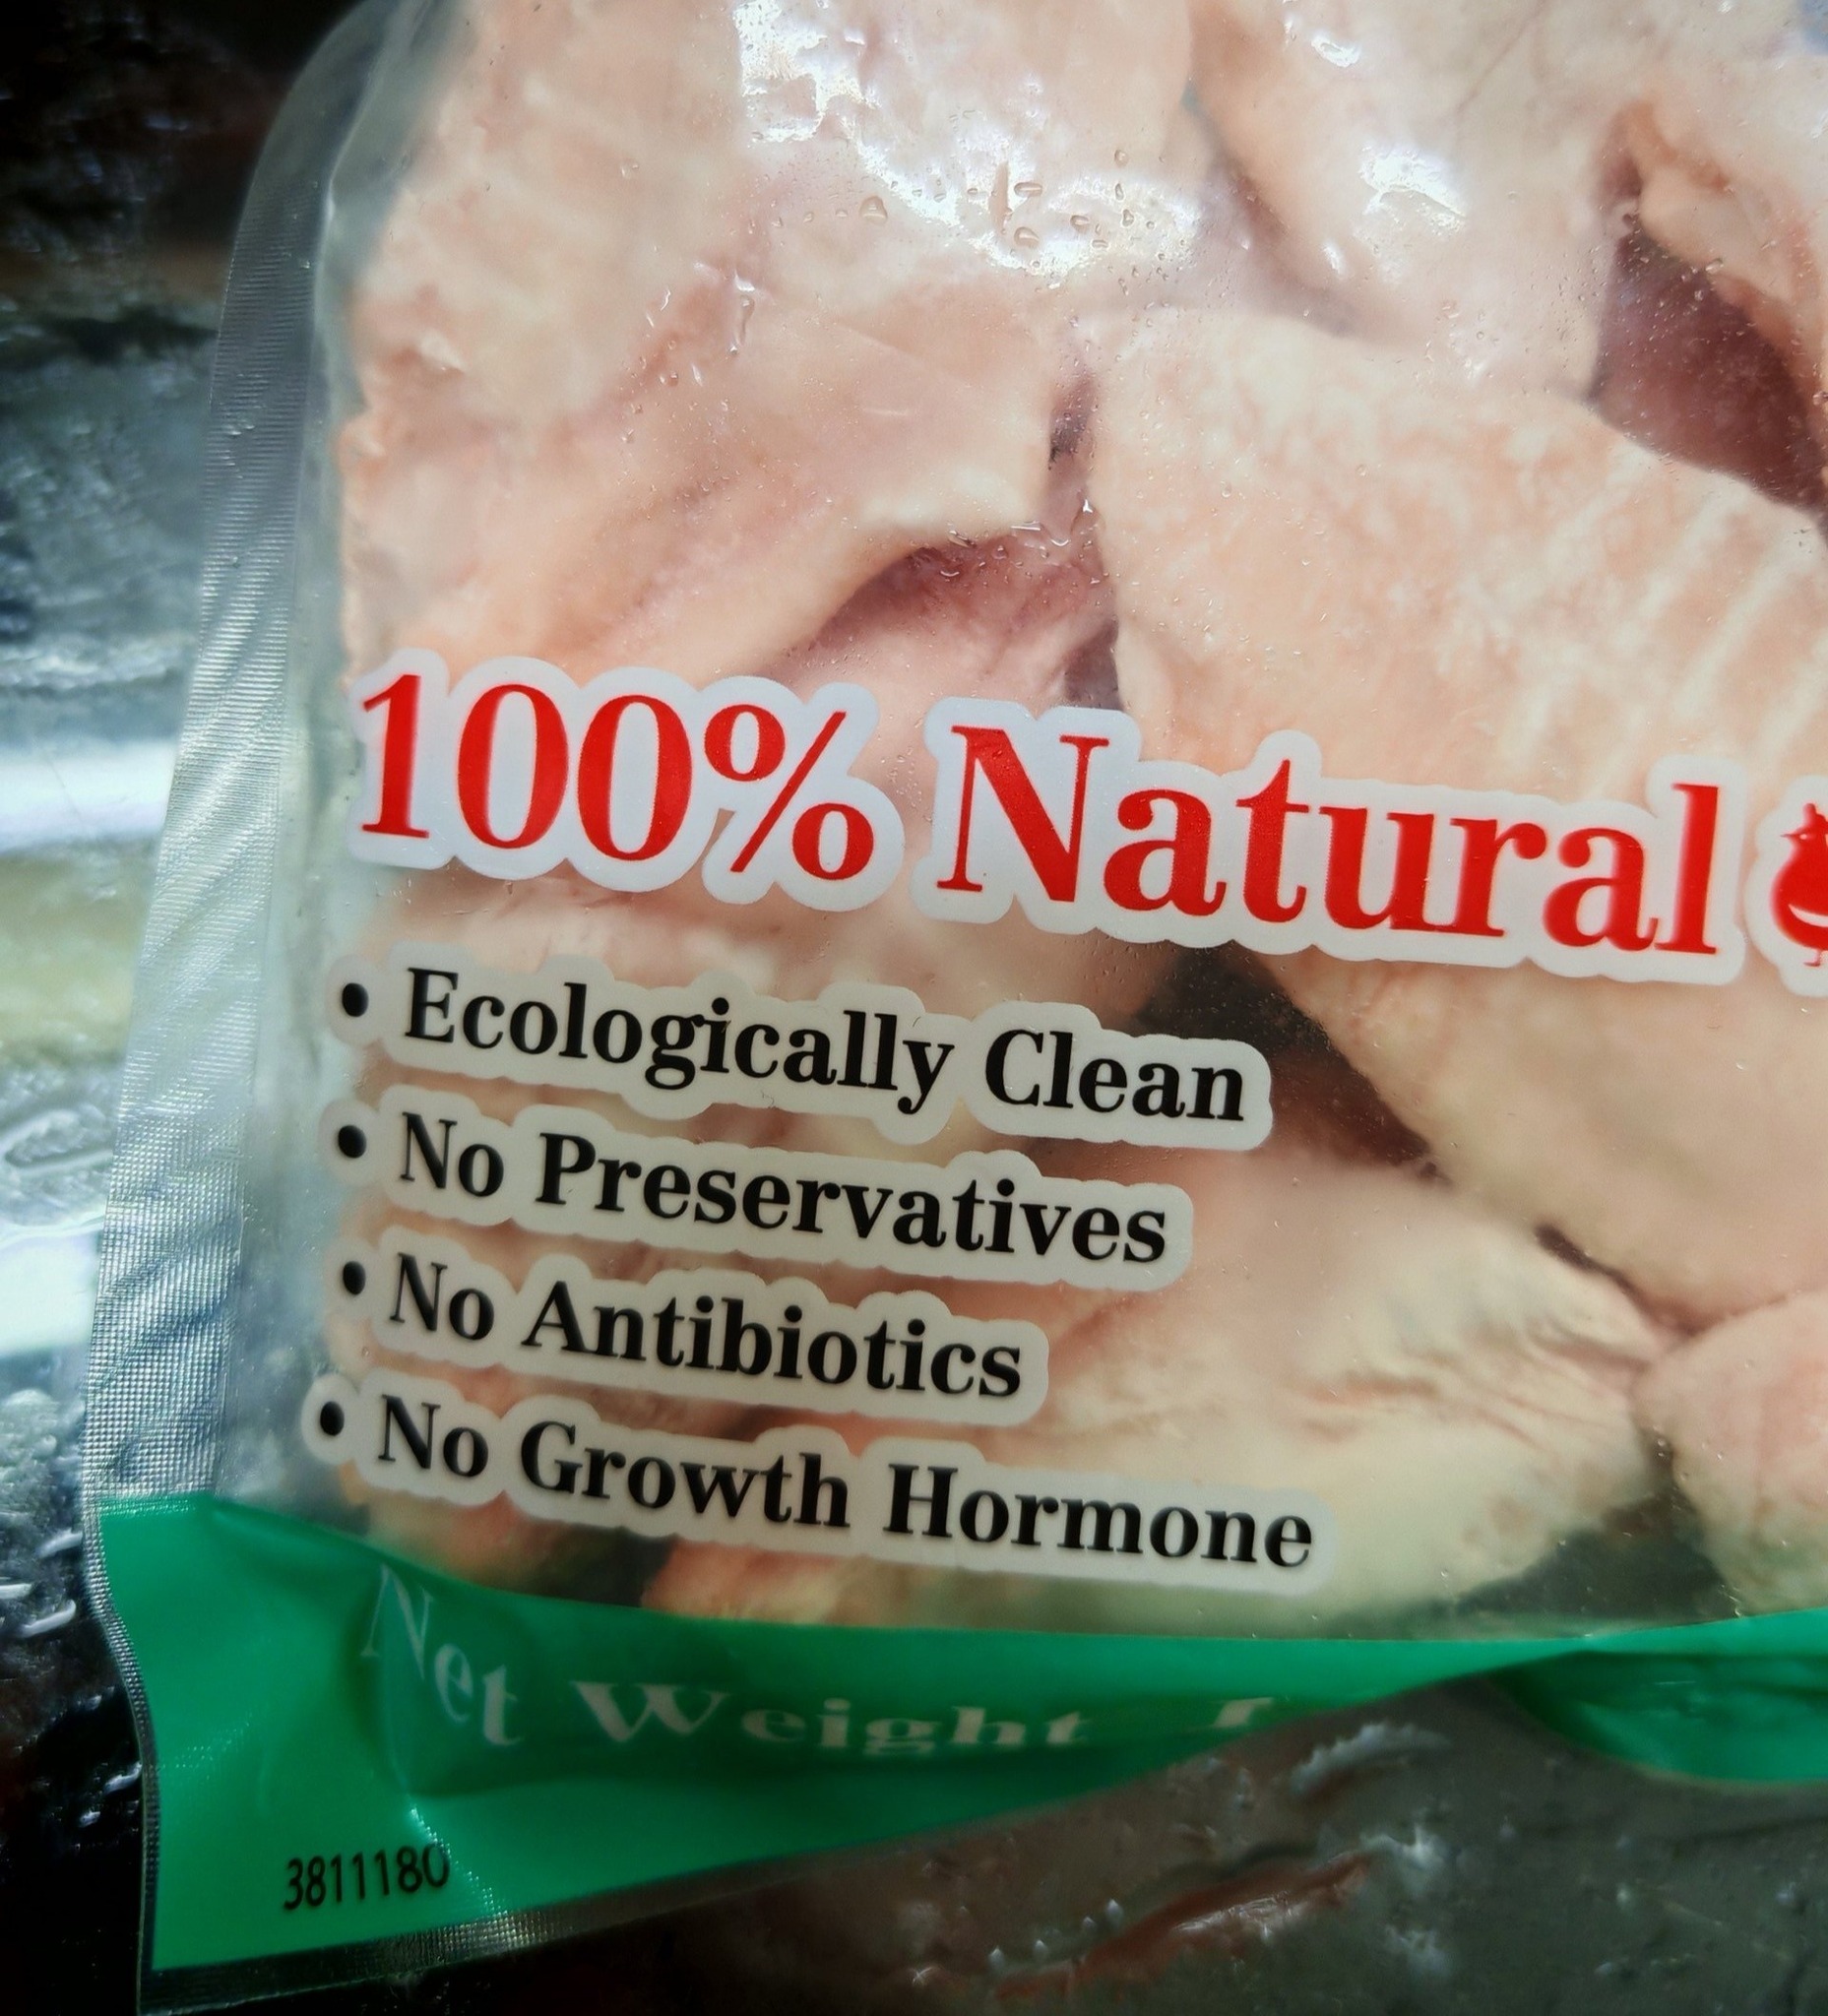 100% Natural
• Ecologically Clean
• No Preservatives
• No Antibiotics
• No Growth Hormone
Net Weight
3811180